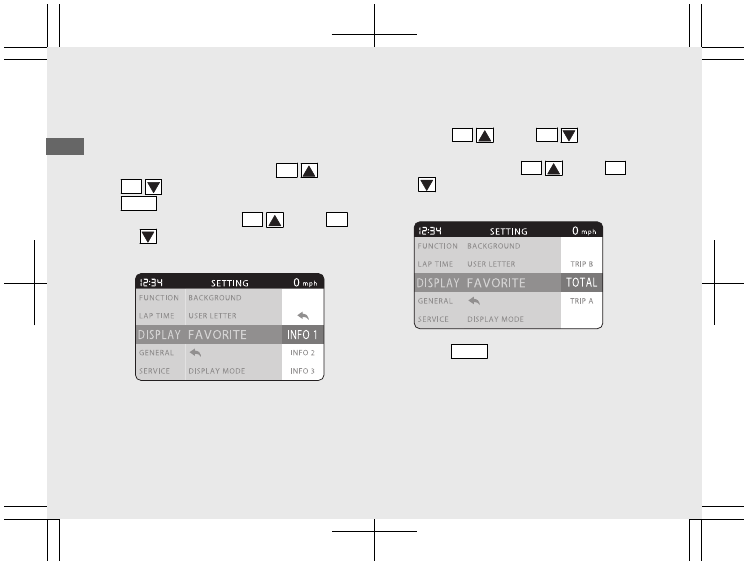 12:34 SETTING 0 mph
FUNCTION BACKGROUND
LAP TIME USER LETTER
DISPLAY FAVORITE INFO 1
GENERAL INFO 2
SERVICE DISPLAY MODE INFO 3
12:34 SETTING 0 mph
FUNCTION BACKGROUND
LAP TIME USER LETTER TRIP B
DISPLAY FAVORITE TOTAL
GENERAL TRIP A
SERVICE DISPLAY MODE